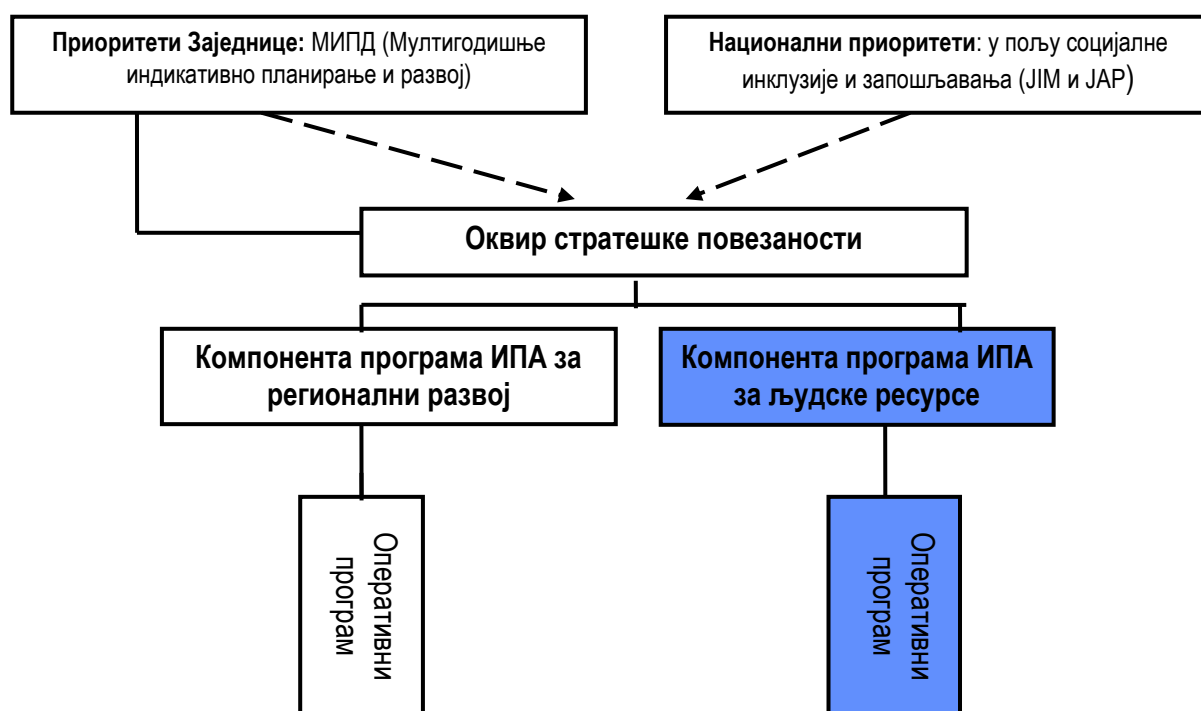 Приоритети Заједнице: МИПД (Мултигодишње
индикативно планирање и развој)
Национални приоритети: у пољу социјалне
инклузије и запошљавања (JIM и JAP)
Оквир стратешке повезаности
Компонента програма ИПА за
регионални развој
Компонента програма ИПА
за људске ресурсе
Оперативни
програм
Оперативни
програм